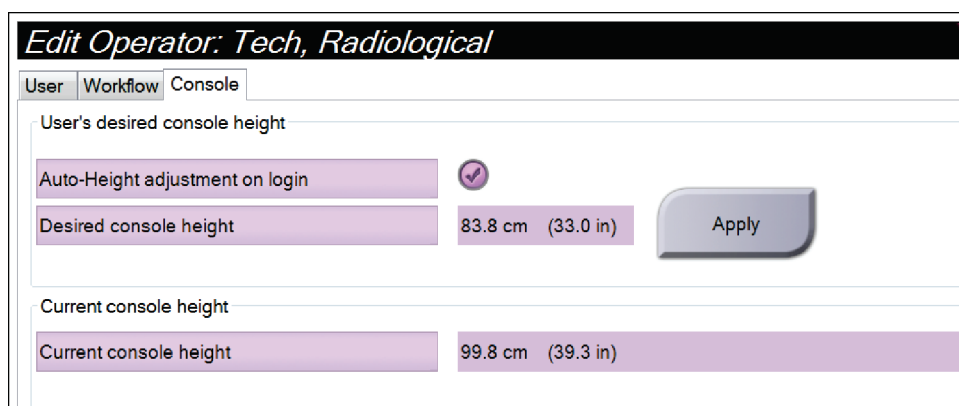 Edit Operator: Tech, Radiological
User Workflow Console
User's desired console height
Auto-Height adjustment on login
Desired console height 83.8 cm (33.0 in) Apply
Current console height
Current console height 99.8 cm (39.3 in)